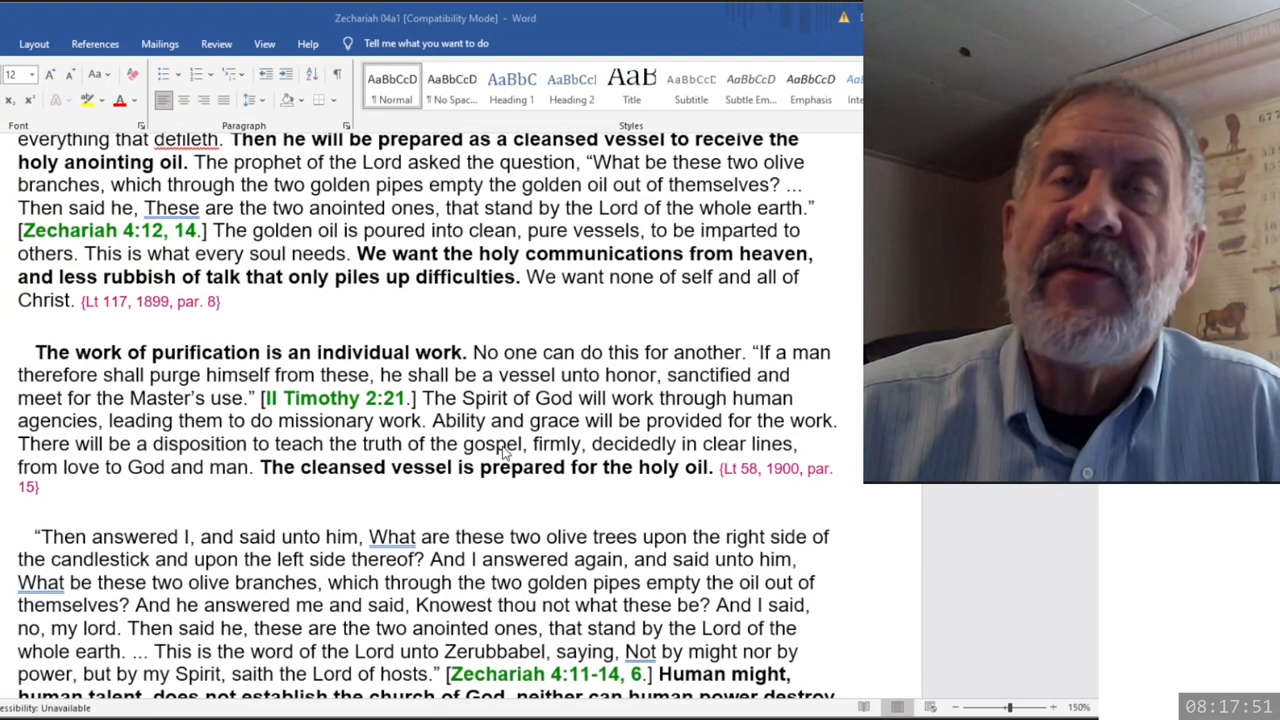 Zechariah 04a1 [Compatibility Mode] - Word
Layout References Mailings Review View Help Tell me what you want to do
12 Aa
AaBbCcD AaBbCcD AaBbC AaBbCcI AaB AaBbCcD AaBbCcD AaBbCcD
¶ Normal ¶ No Spac... Heading 1 Heading 2 Title Subtitle Subtle Em... Emphasis
Font Paragraph Styles
everything that defileth. Then he will be prepared as a cleansed vessel to receive the
holy anointing oil. The prophet of the Lord asked the question, “What be these two olive
branches, which through the two golden pipes empty the golden oil out of themselves? ...
Then said he, These are the two anointed ones, that stand by the Lord of the whole earth.”
[Zechariah 4:12, 14.] The golden oil is poured into clean, pure vessels, to be imparted to
others. This is what every soul needs. We want the holy communications from heaven,
and less rubbish of talk that only piles up difficulties. We want none of self and all of
Christ. {Lt 117, 1899, par. 8}
The work of purification is an individual work. No one can do this for another. “If a man
therefore shall purge himself from these, he shall be a vessel unto honor, sanctified and
meet for the Master’s use.” [II Timothy 2:21.] The Spirit of God will work through human
agencies, leading them to do missionary work. Ability and grace will be provided for the work.
There will be a disposition to teach the truth of the gospel, firmly, decidedly in clear lines,
from love to God and man. The cleansed vessel is prepared for the holy oil. {Lt 58, 1900, par.
15}
“Then answered I, and said unto him, What are these two olive trees upon the right side of
the candlestick and upon the left side thereof? And I answered again, and said unto him,
What be these two olive branches, which through the two golden pipes empty the oil out of
themselves? And he answered me and said, Knowest thou not what these be? And I said,
no, my lord. Then said he, these are the two anointed ones, that stand by the Lord of the
whole earth. ... This is the word of the Lord unto Zerubbabel, saying, Not by might nor by
power, but by my Spirit, saith the Lord of hosts.” [Zechariah 4:11-14, 6.] Human might,
human talent, does not establish the church of God, neither can human power destroy
essibility: Unavailable 150%
08:17:51